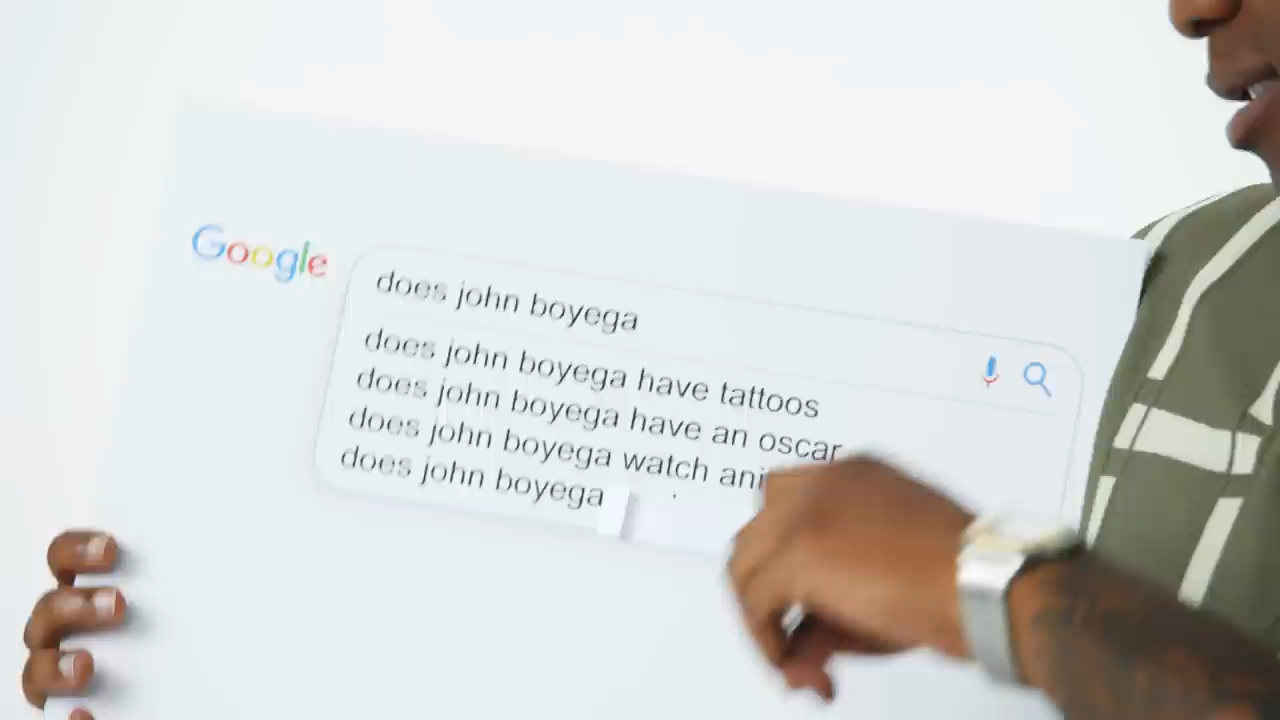 Google
does john boyega
does john boyega have tattoos
does john boyega have an oscar
does john boyega watch
does john boyega